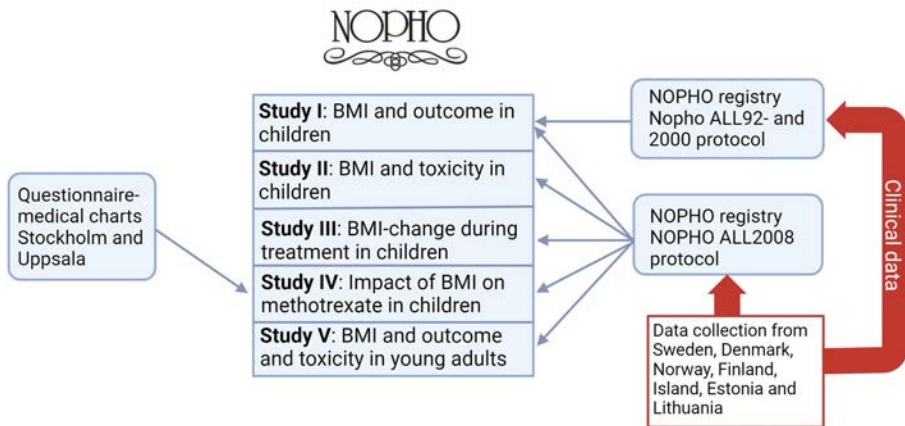 NOPHO
Study I: BMI and outcome in
children
Study II: BMI and toxicity in
children
Study III: BMI-change during
treatment in children
Study IV: Impact of BMI on
methotrexate in children
Study V: BMI and outcome
and toxicity in young adults
Questionnaire-
medical charts
Stockholm and
Uppsala
NOPHO registry
Nopho ALL92- and
2000 protocol
NOPHO registry
NOPHO ALL2008
protocol
Data collection from
Sweden, Denmark,
Norway, Finland,
Island, Estonia and
Lithuania
Clinical data